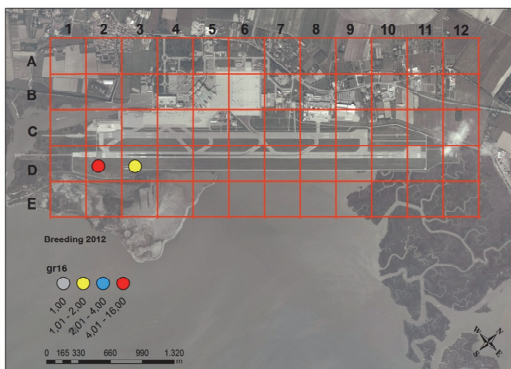 1 2 3 4 5 6 7 8 9 10 11 12
A
B
C
D
E
Breeding 2012
gr16
1,00
1,01 - 2,00
2,01 - 4,00
4,01 - 16,00
0 165 330 660 990 1.320
m
N
W
E
S